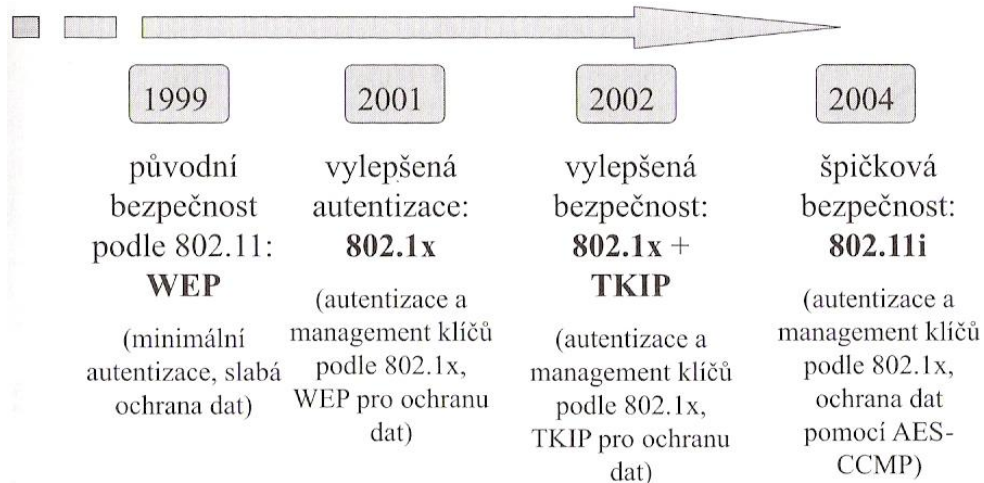 1999
původní
bezpečnost
podle 802.11:
WEP
(minimální
autentizace, slabá
ochrana dat)
2001
vylepšená
autentizace:
802.1x
(autentizace a
management klíčů
podle 802.1x,
WEP pro ochranu
dat)
2002
vylepšená
bezpečnost:
802.1x +
TKIP
(autentizace a
management klíčů
podle 802.1x,
TKIP pro ochranu
dat)
2004
špičková
bezpečnost:
802.11i
(autentizace a
management klíčů
podle 802.1x,
ochrana dat
pomocí AES-
CCMP)